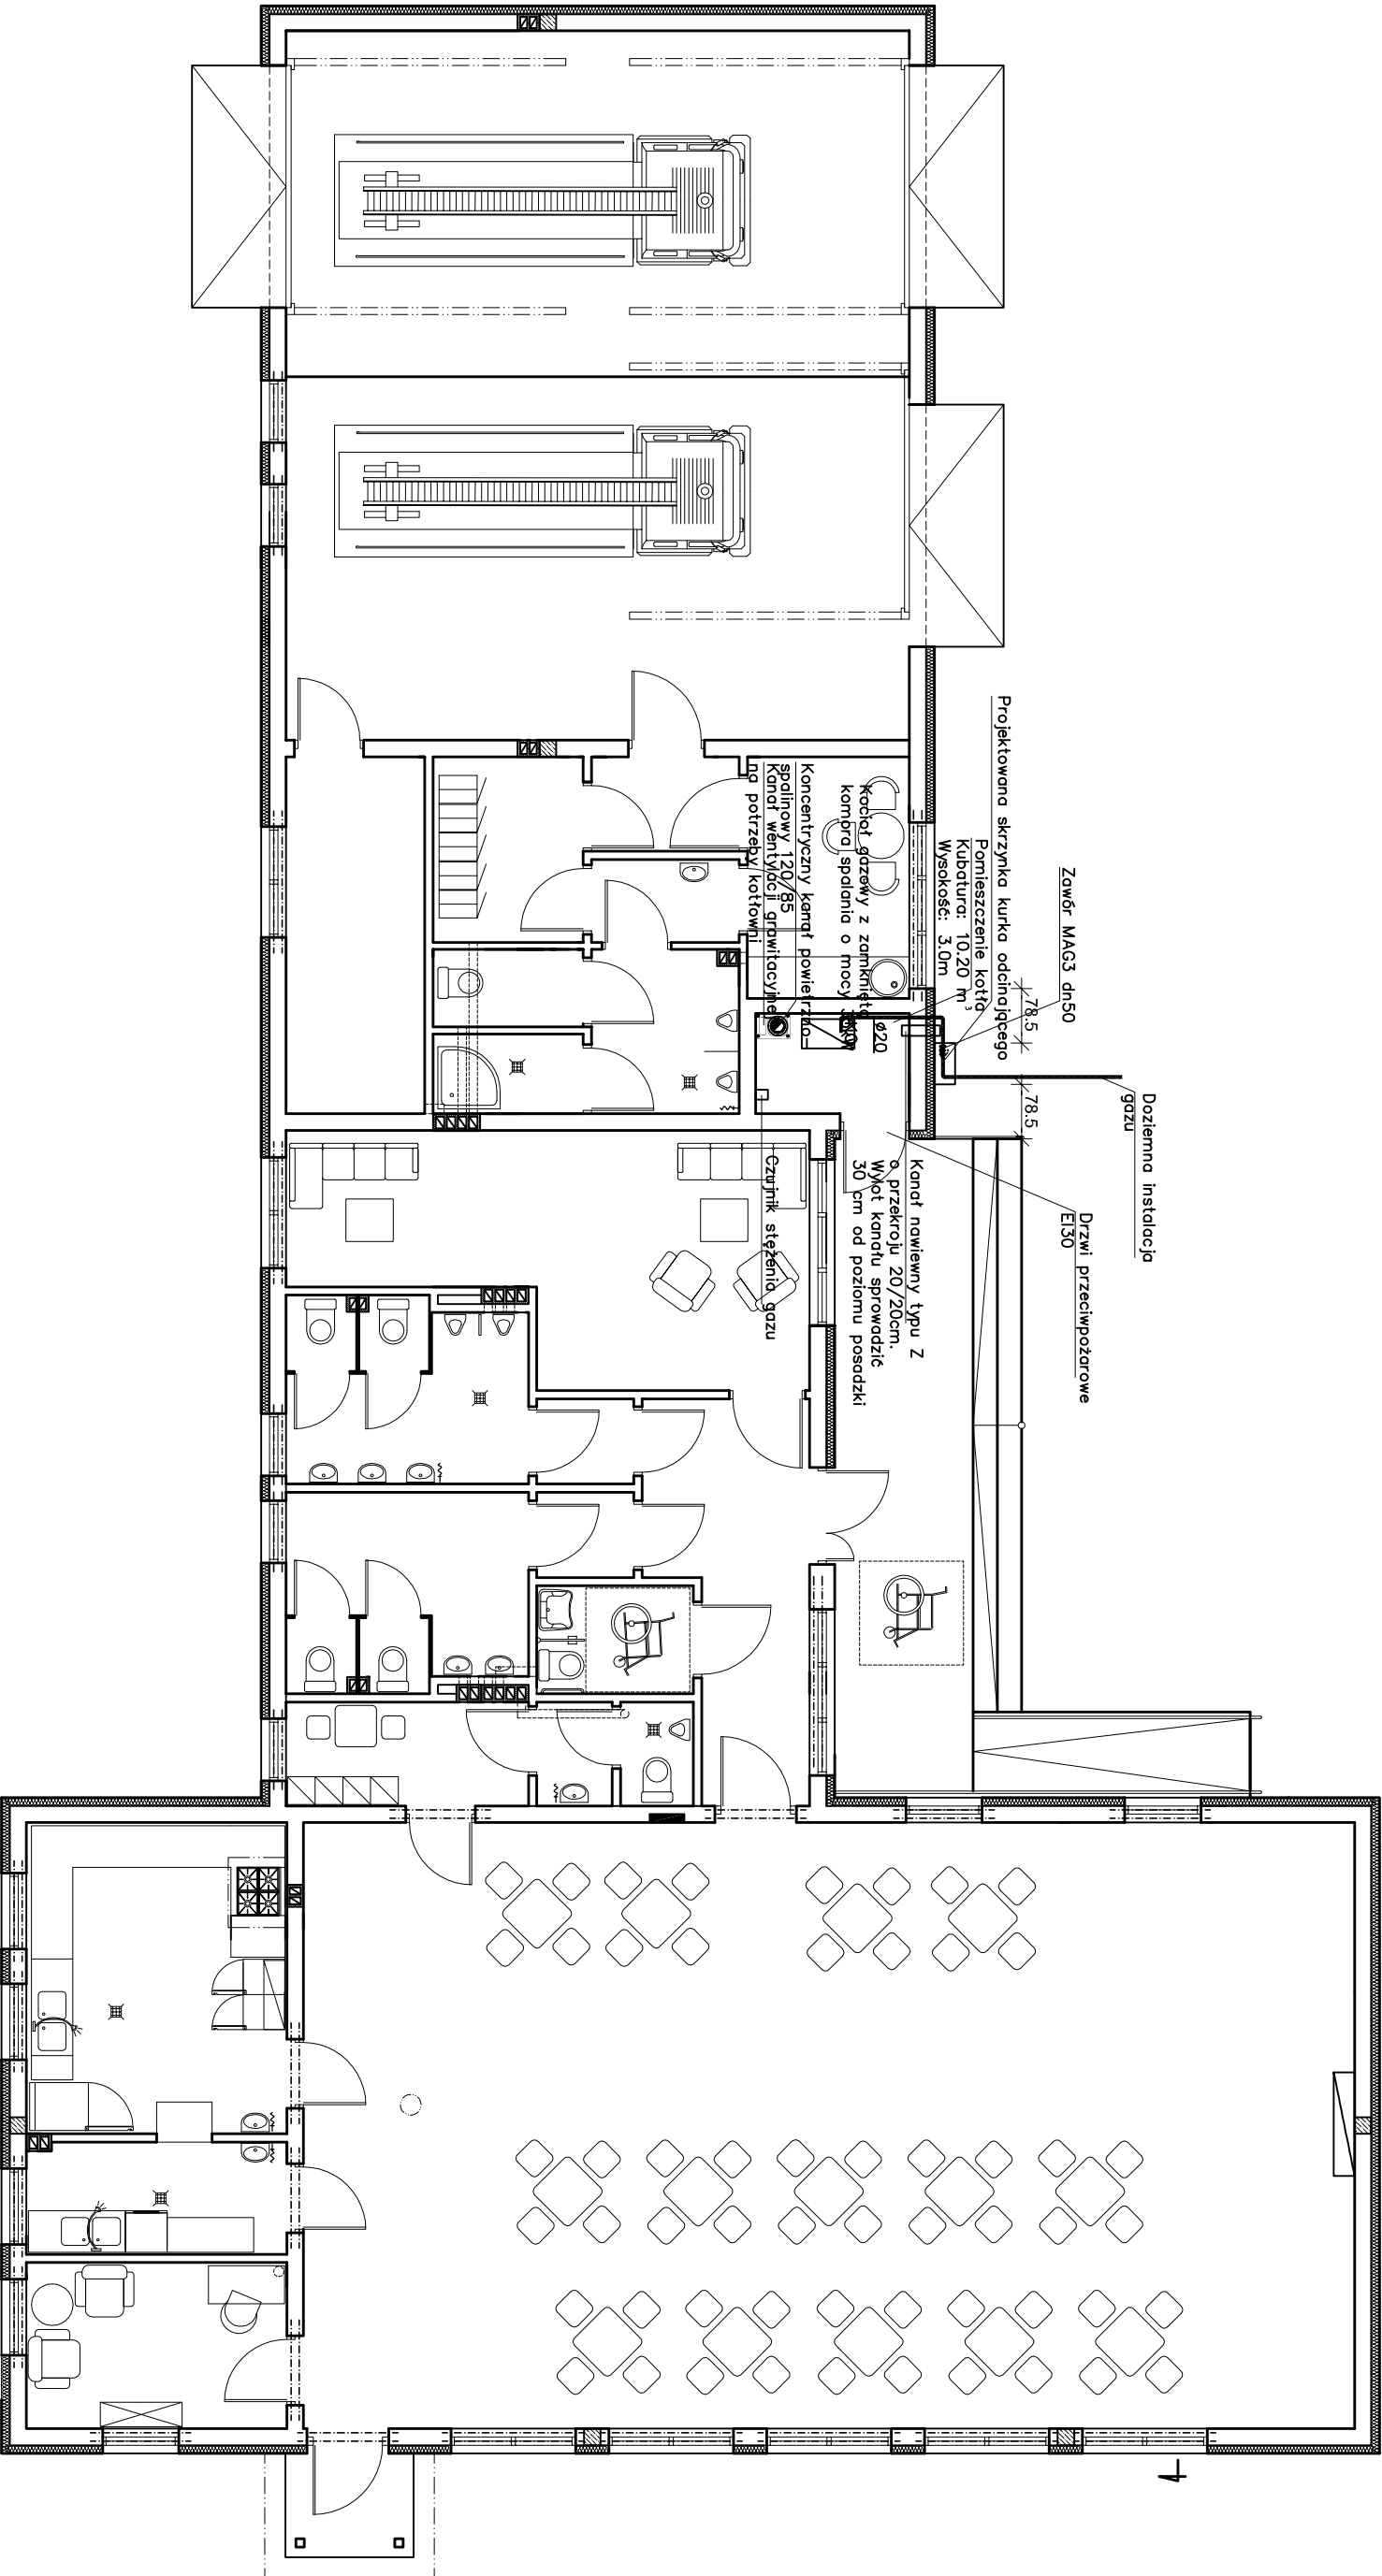 Doziemna instalacja
gazu
Zawór MAG3 dn50
Drzwi przeciwpożarowe
EI30
78.5
78.5
Projektowana skrzynka kurka odcinającego
Pomieszczenie kotła
Kubatura: 10.20 m³
Wysokość: 3.0m
Kanał nawiewny typu Z
o przekroju 20/20cm.
Wylot kanału sprowadzić
30 cm od poziomu posadzki
ø20
Kocioł gazowy z zamkniętą
komorą spalania o mocy
Koncentryczny kanał powietrzno-
spalinowy 120/85
Kanał wentylacji grawitacyjnej
na potrzeby kotłowni
Czujnik stężenia gazu